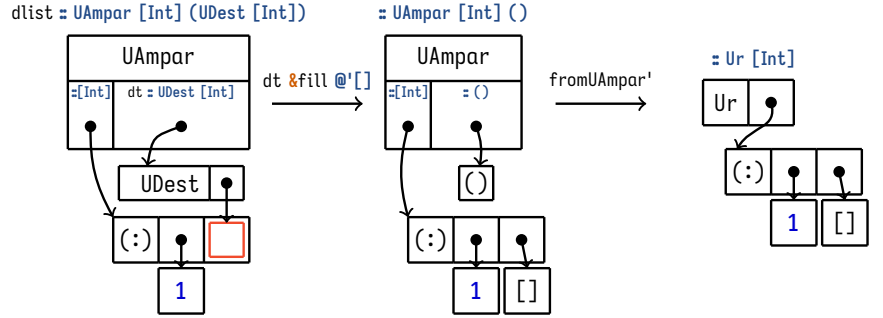 dlist :: UAmpar [Int] (UDest [Int])
UAmpar
::[Int] dt :: UDest [Int]
UDest
(:)
1
dt &fill @'[]
:: UAmpar [Int] ()
UAmpar
::[Int] :: ()
()
(:)
1 []
fromUAmpar'
:: Ur [Int]
Ur
(:)
1 []